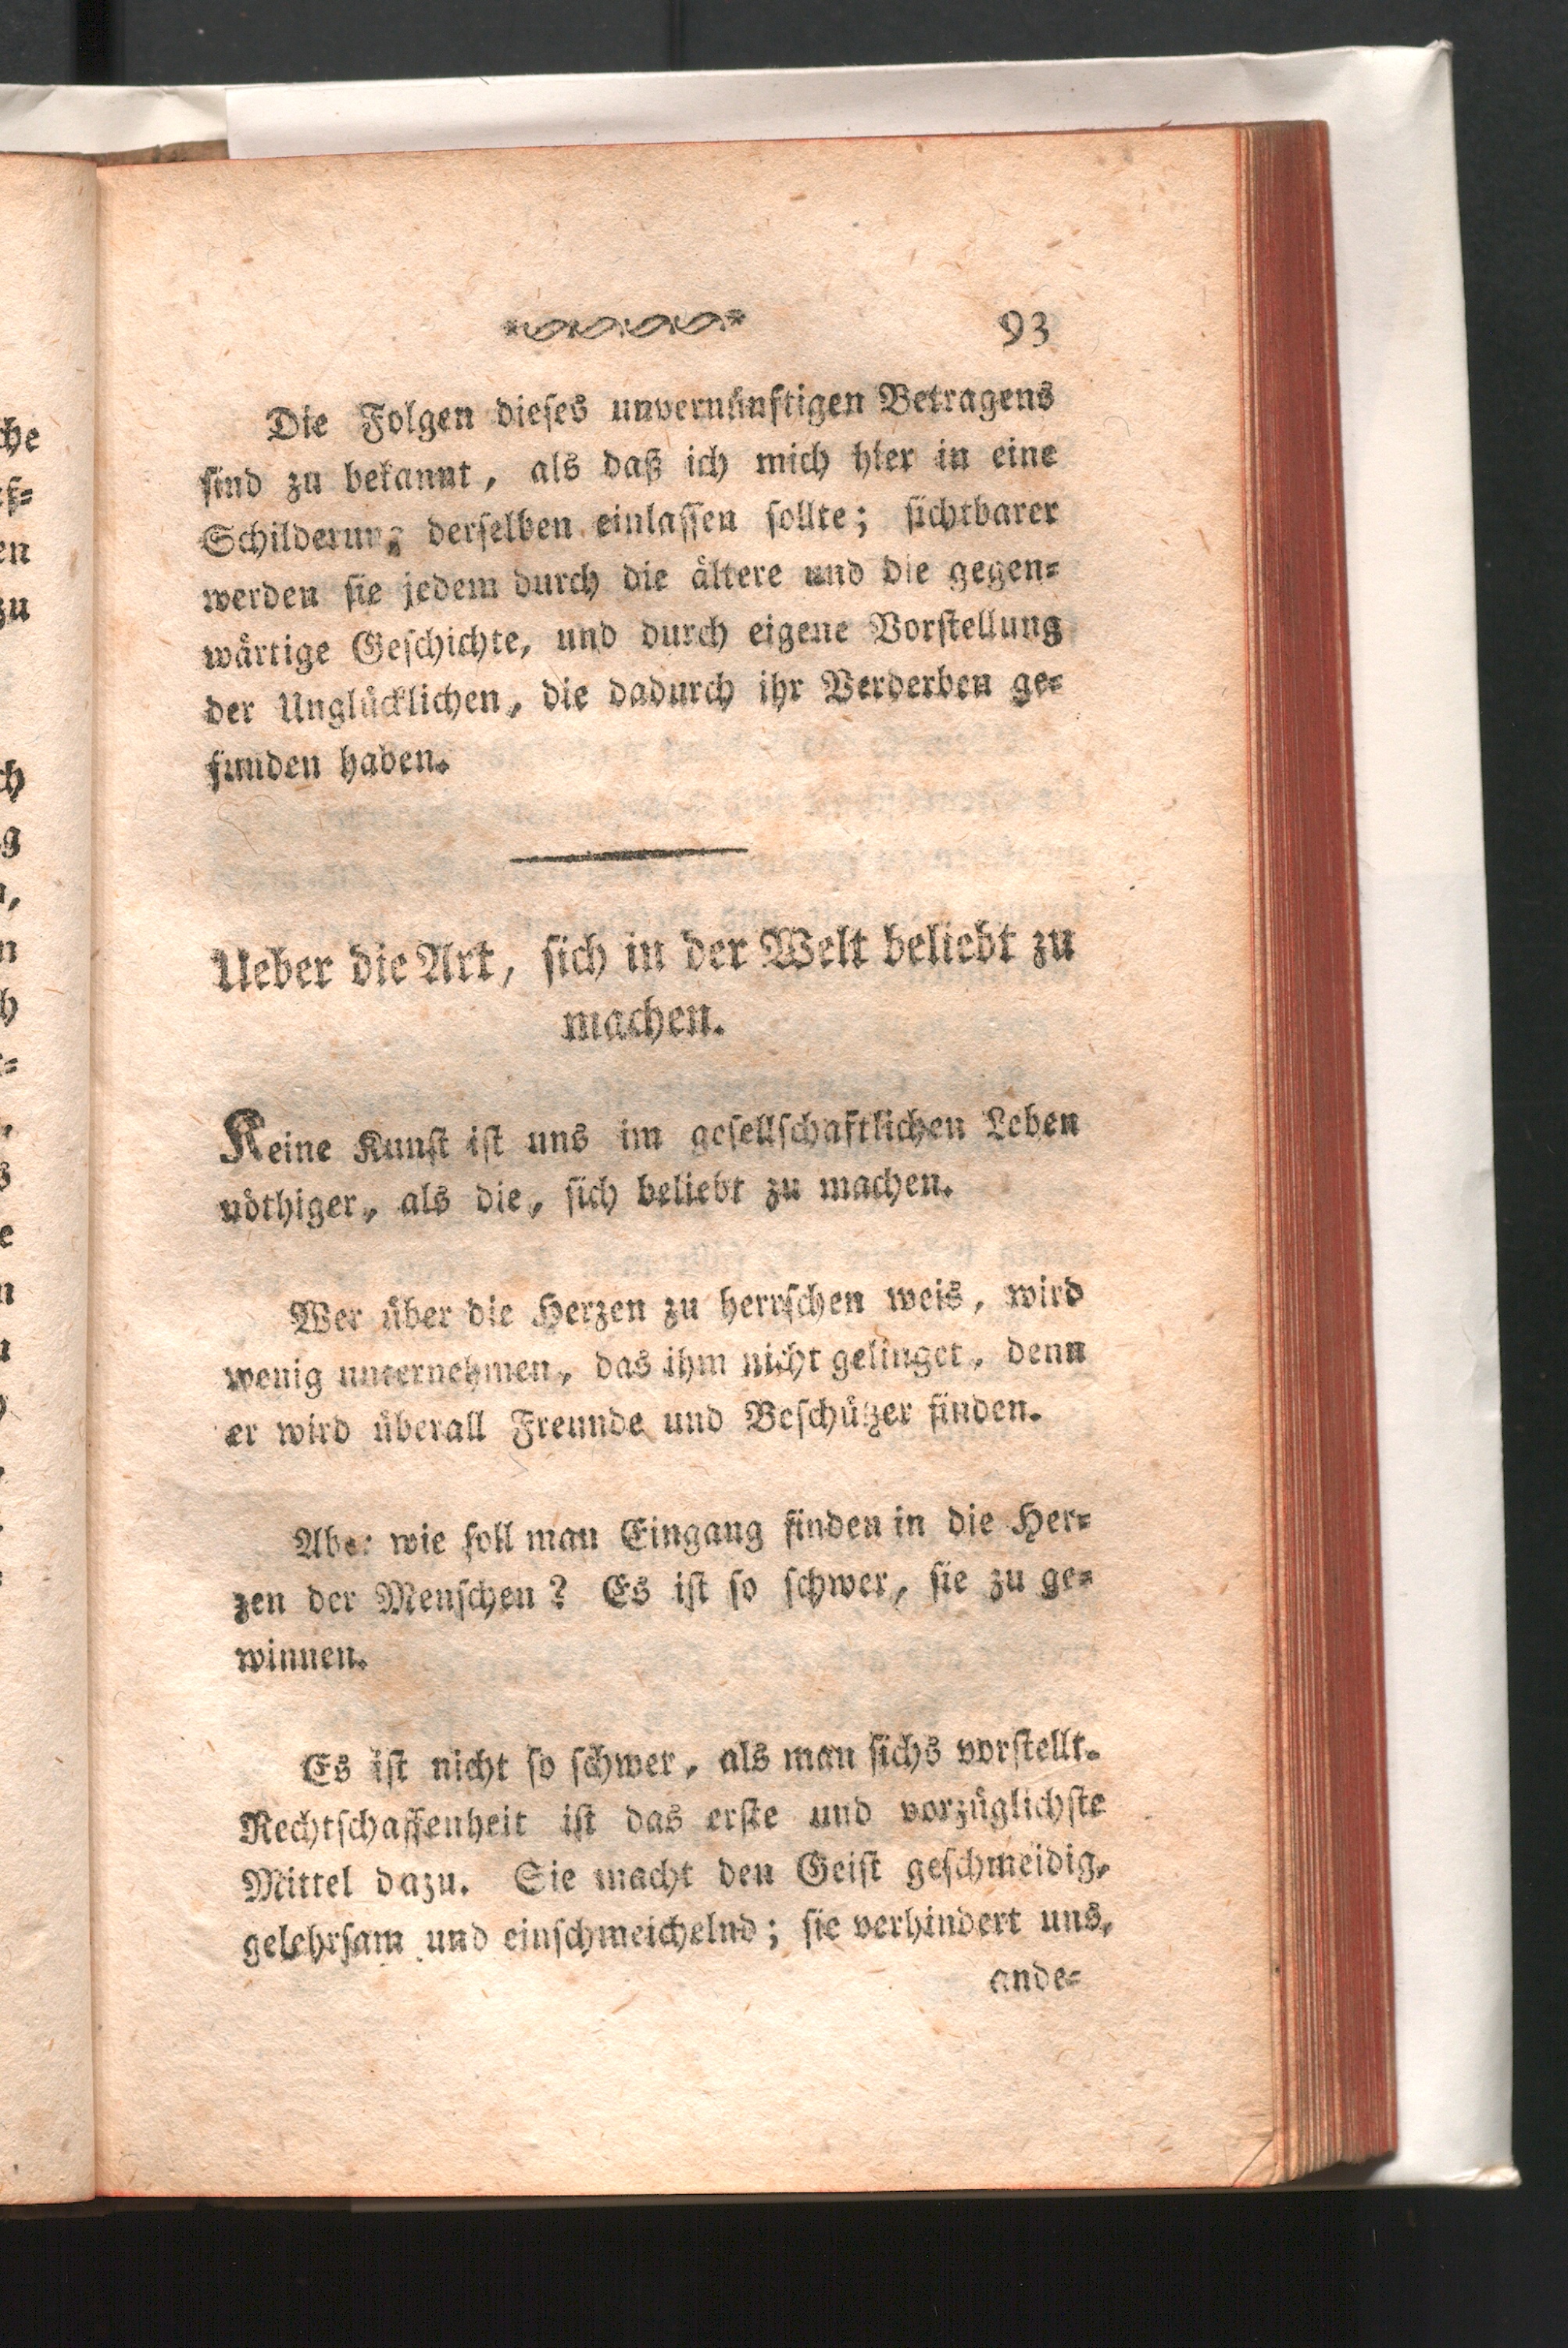 93
Die Folgen dieses unvernünftigen Betragens
sind zu bekannt, als daß ich mich hier in eine
Schilderung derselben einlassen sollte; sichtbarer
werden sie jedem durch die ältere und die gegen-
wärtige Geschichte, und durch eigene Vorstellung
der Unglücklichen, die dadurch ihr Verderben ge-
funden haben.
Ueber die Art, sich in der Welt beliebt zu
machen.
Keine Kunst ist uns im gesellschaftlichen Leben
nöthiger, als die, sich beliebt zu machen.
Wer über die Herzen zu herrschen weis, wird
wenig unternehmen, das ihm nicht gelinget, denn
er wird überall Freunde und Beschützer finden.
Aber wie soll man Eingang finden in die Her-
zen der Menschen? Es ist so schwer, sie zu ge-
winnen.
Es ist nicht so schwer, als man sichs vorstellt.
Rechtschaffenheit ist das erste und vorzüglichste
Mittel dazu. Sie macht den Geist geschmeidig,
gelehrsam und einschmeichelnd; sie verhindert uns,
ande-